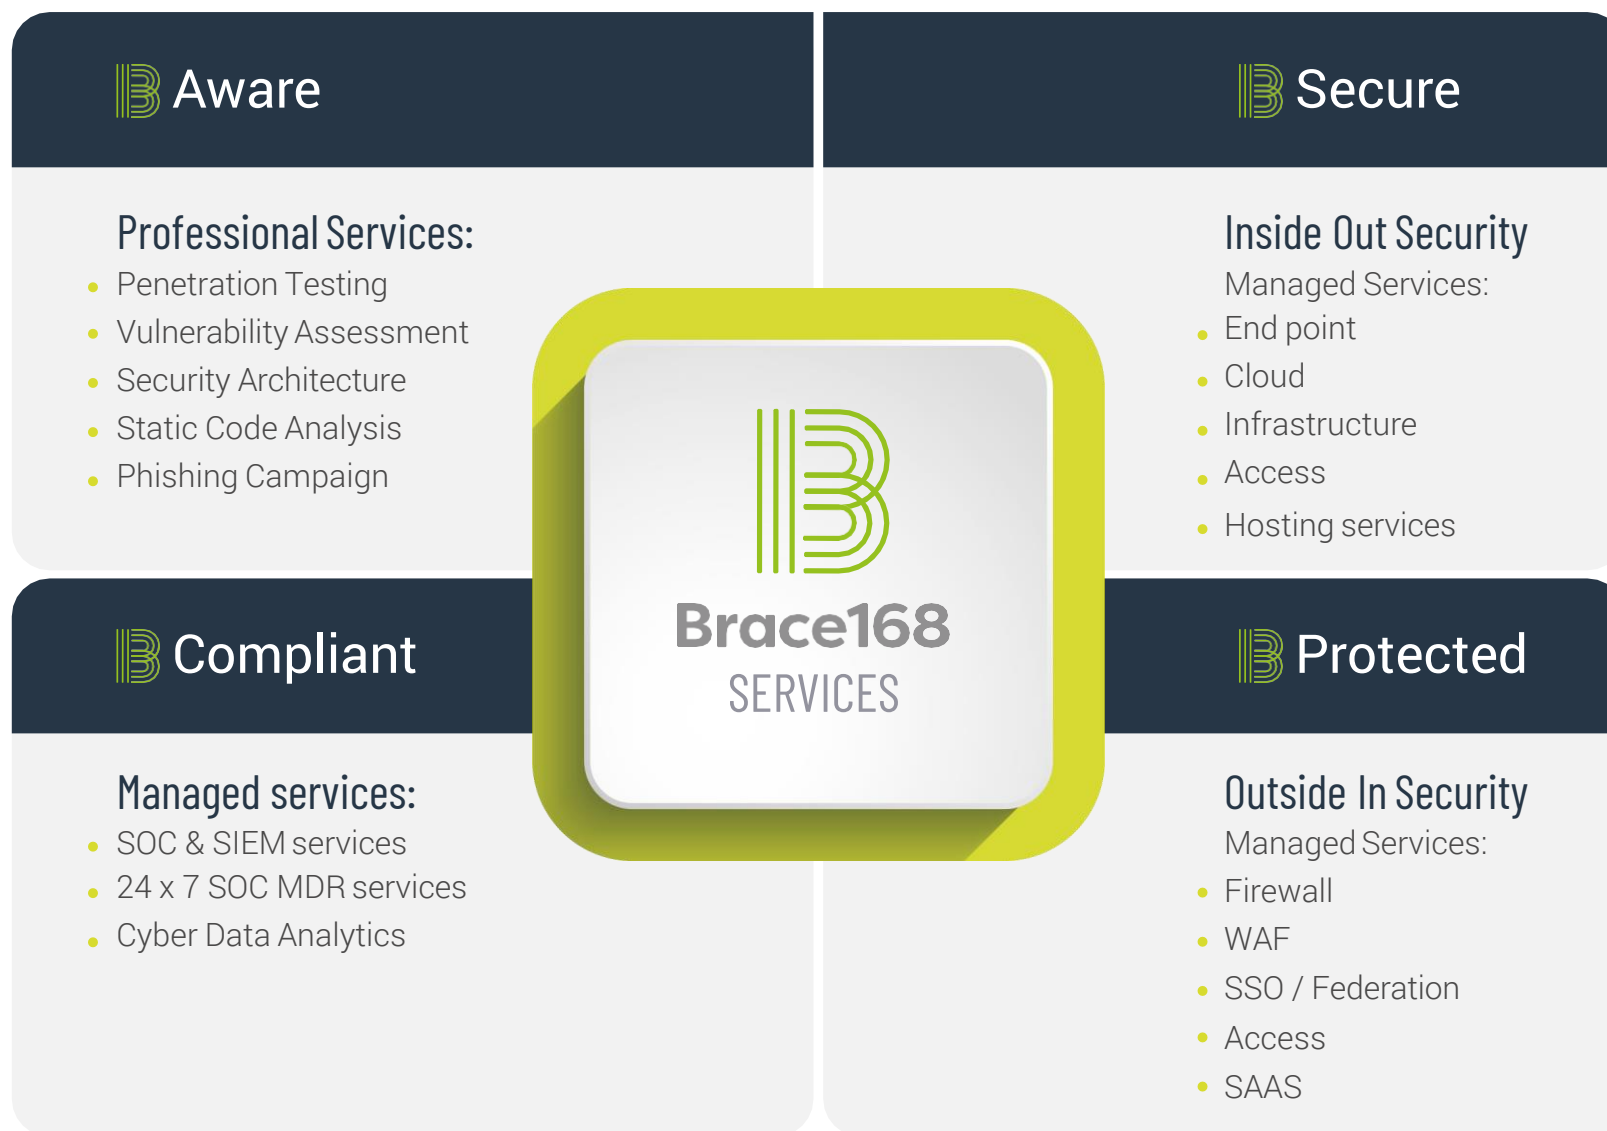 Aware
Professional Services:
Penetration Testing
Vulnerability Assessment
Security Architecture
Static Code Analysis
Phishing Campaign
Secure
Inside Out Security
Managed Services:
End point
Cloud
Infrastructure
Access
Hosting services
Brace168
SERVICES
Compliant
Managed services:
SOC & SIEM services
24 x 7 SOC MDR services
Cyber Data Analytics
Protected
Outside In Security
Managed Services:
Firewall
WAF
SSO / Federation
Access
SAAS